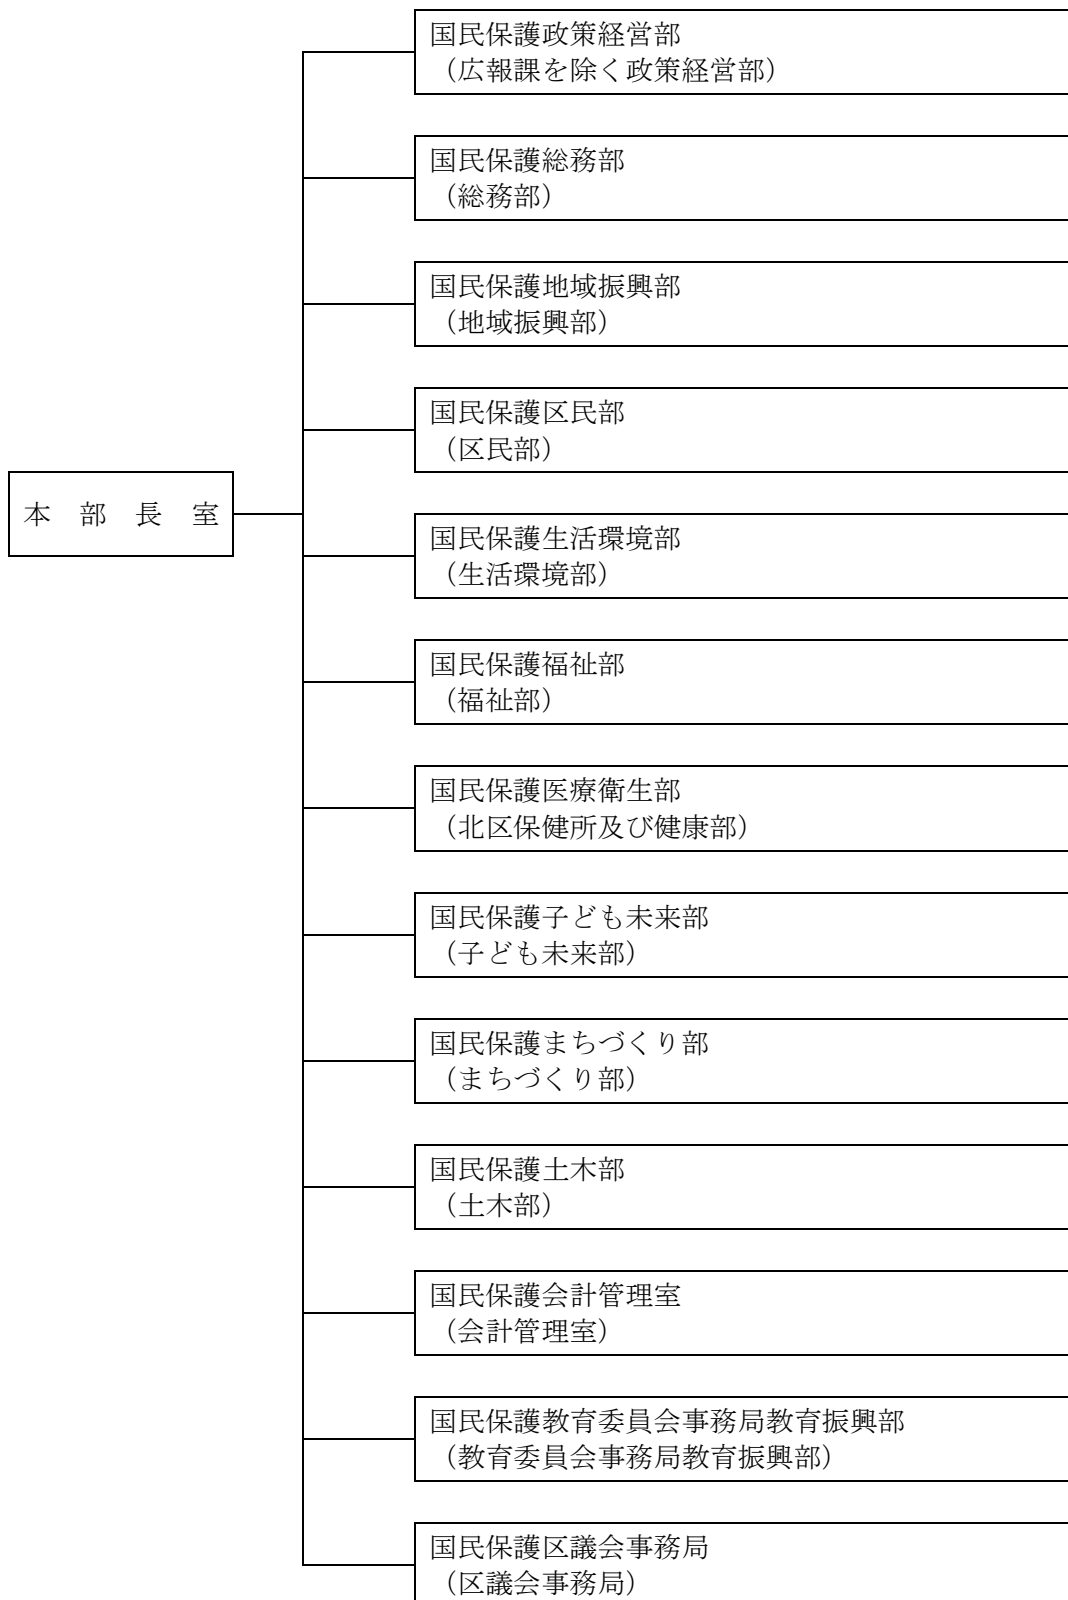 国民保護政策経営部
（広報課を除く政策経営部）
国民保護総務部
（総務部）
国民保護地域振興部
（地域振興部）
国民保護区民部
（区民部）
本　部　長　室
国民保護生活環境部
（生活環境部）
国民保護福祉部
（福祉部）
国民保護医療衛生部
（北区保健所及び健康部）
国民保護子ども未来部
（子ども未来部）
国民保護まちづくり部
（まちづくり部）
国民保護土木部
（土木部）
国民保護会計管理室
（会計管理室）
国民保護教育委員会事務局教育振興部
（教育委員会事務局教育振興部）
国民保護区議会事務局
（区議会事務局）